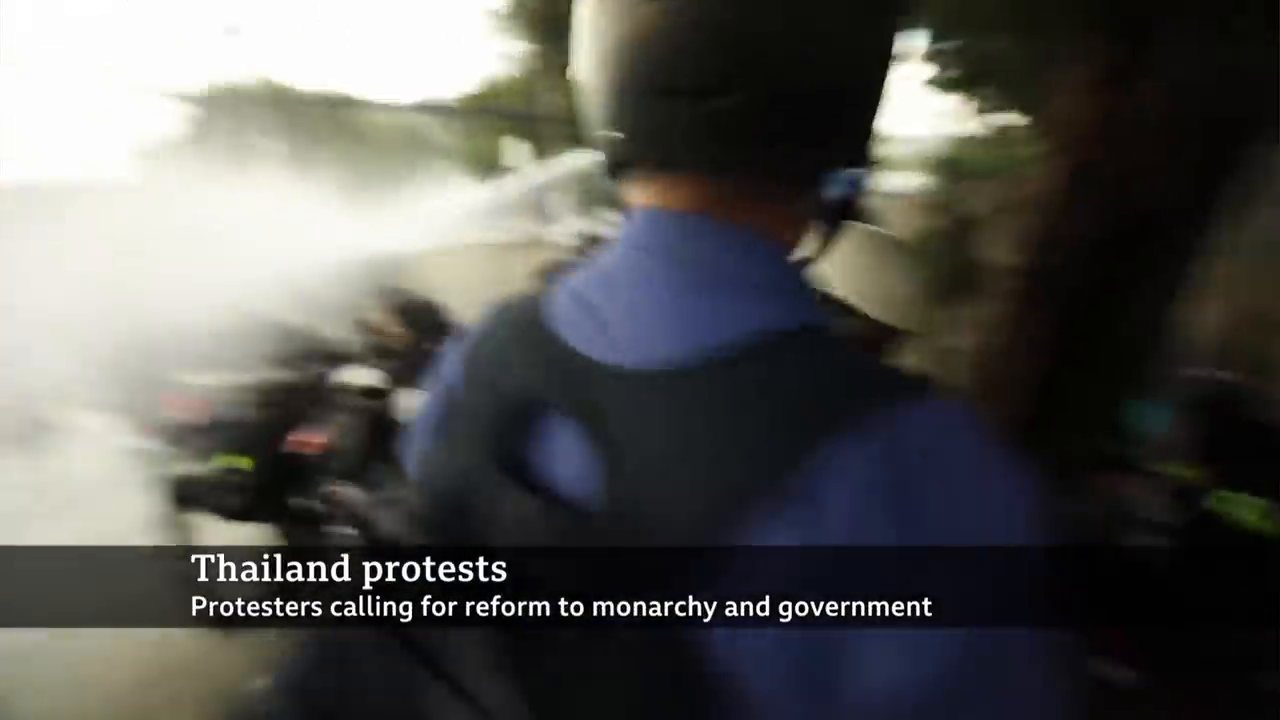 Thailand protests
Protesters calling for reform to monarchy and government